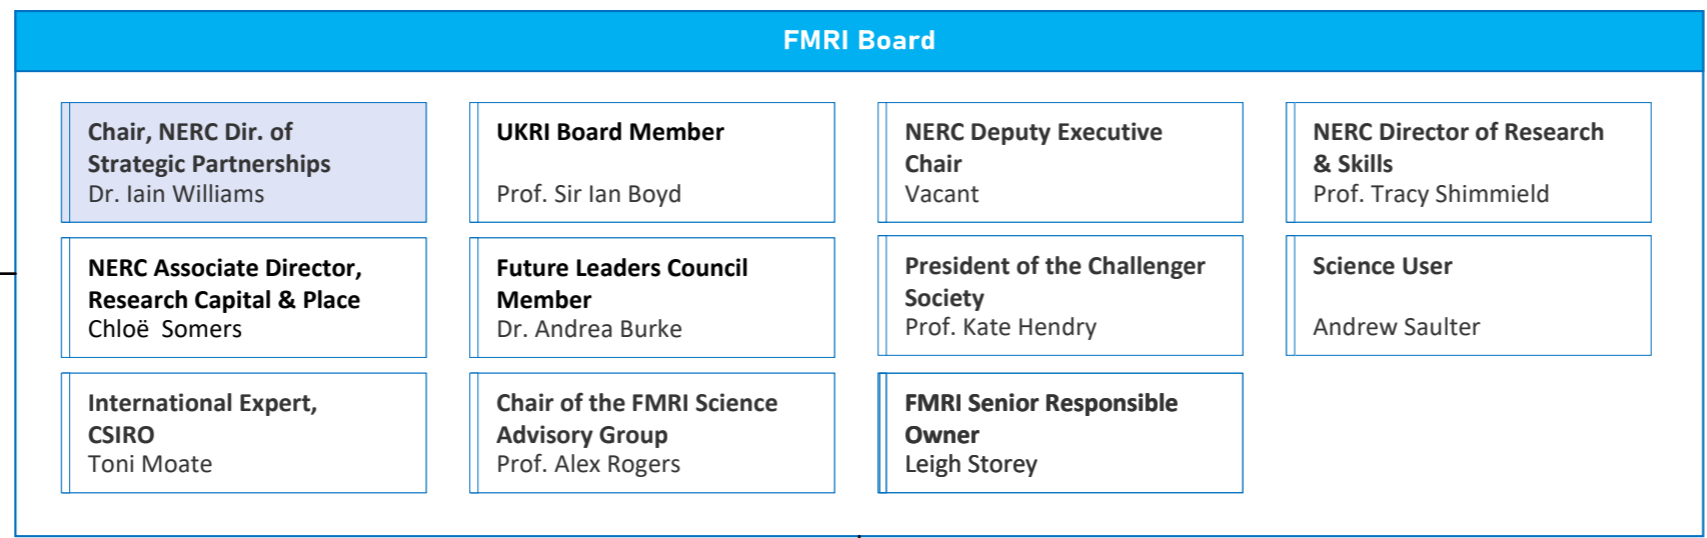 FMRI Board
Chair, NERC Dir. of
Strategic Partnerships
Dr. Iain Williams
UKRI Board Member
Prof. Sir Ian Boyd
NERC Deputy Executive
Chair
Vacant
NERC Director of Research
& Skills
Prof. Tracy Shimmield
NERC Associate Director,
Research Capital & Place
Chloë Somers
Future Leaders Council
Member
Dr. Andrea Burke
President of the Challenger
Society
Prof. Kate Hendry
Science User
Andrew Saulter
International Expert,
CSIRO
Toni Moate
Chair of the FMRI Science
Advisory Group
Prof. Alex Rogers
FMRI Senior Responsible
Owner
Leigh Storey